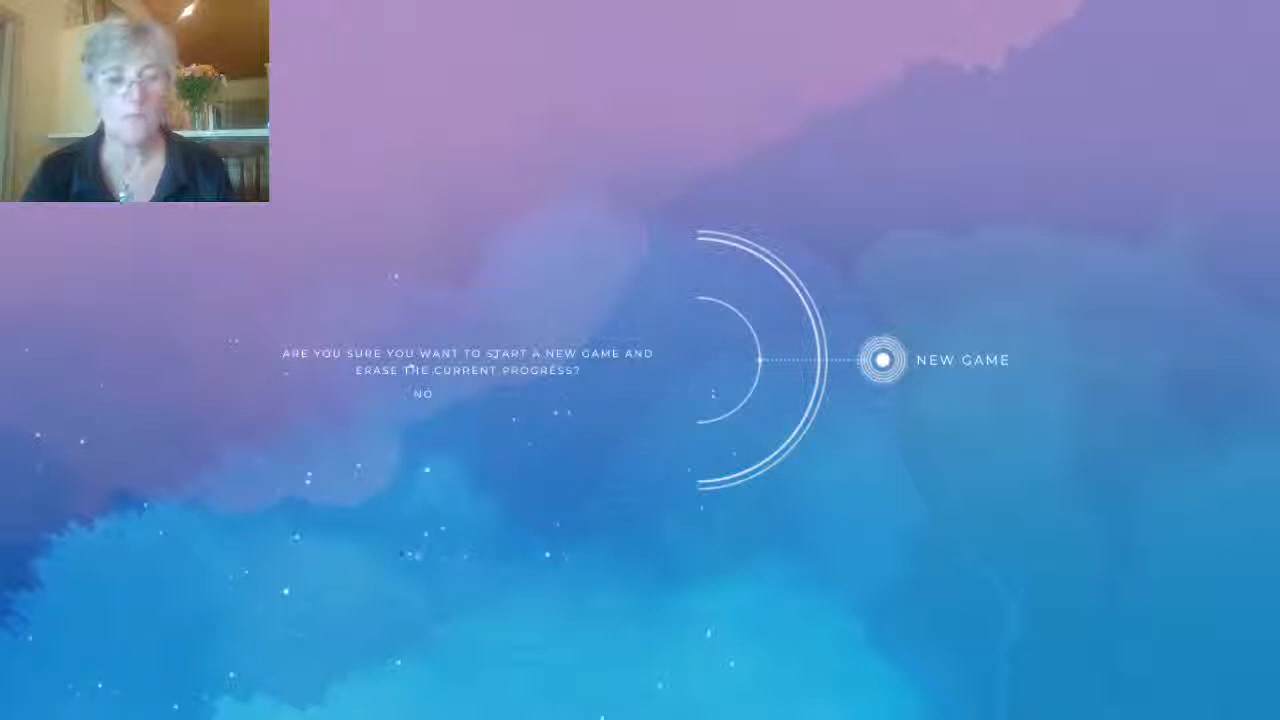 ARE YOU SURE YOU WANT TO START A NEW GAME AND
ERASE THE CURRENT PROGRESS?
NO
NEW GAME